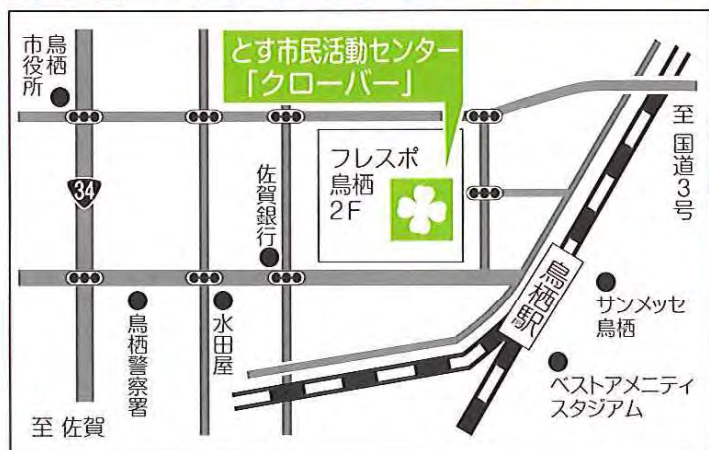 とす市民活動センター
「クローバー」
鳥栖
市役所
至 国道3号
フレスポ
鳥栖
2F
佐賀銀行
34
鳥栖駅
サンメッセ
鳥栖
水田屋
鳥栖警察署
ベストアメニティ
スタジアム
至 佐賀